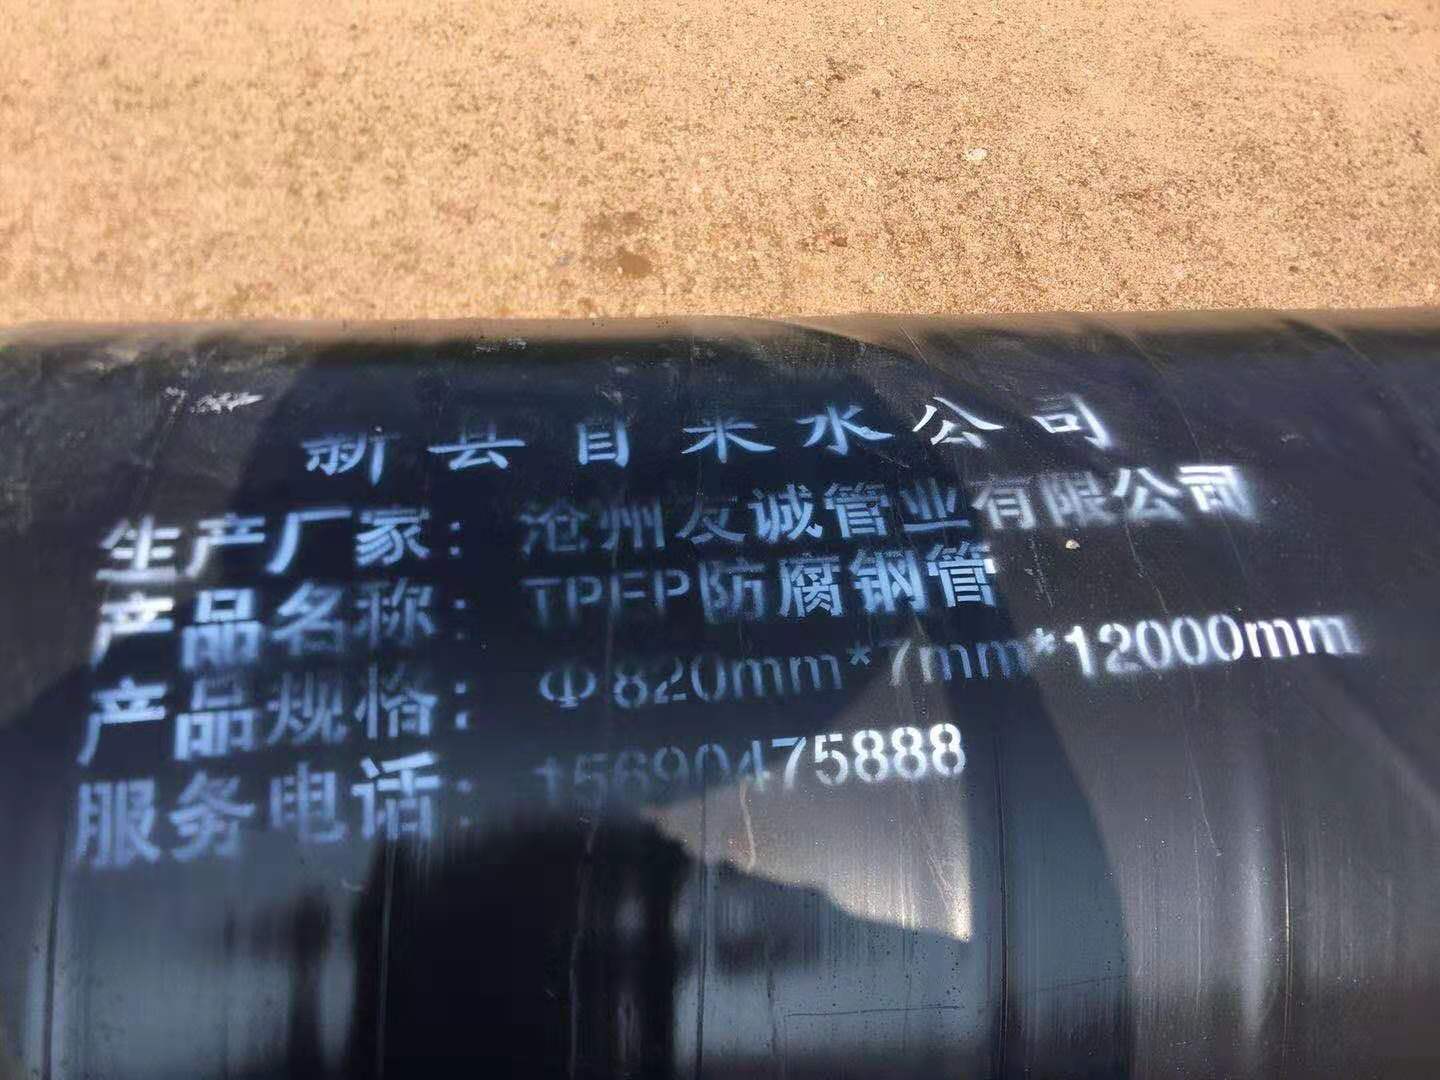 新县自来水公司
生产厂家：沧州友诚管业有限公司
产品名称：TPEP防腐钢管
产品规格：Φ820mm*7mm*12000mm
服务电话：15690475888